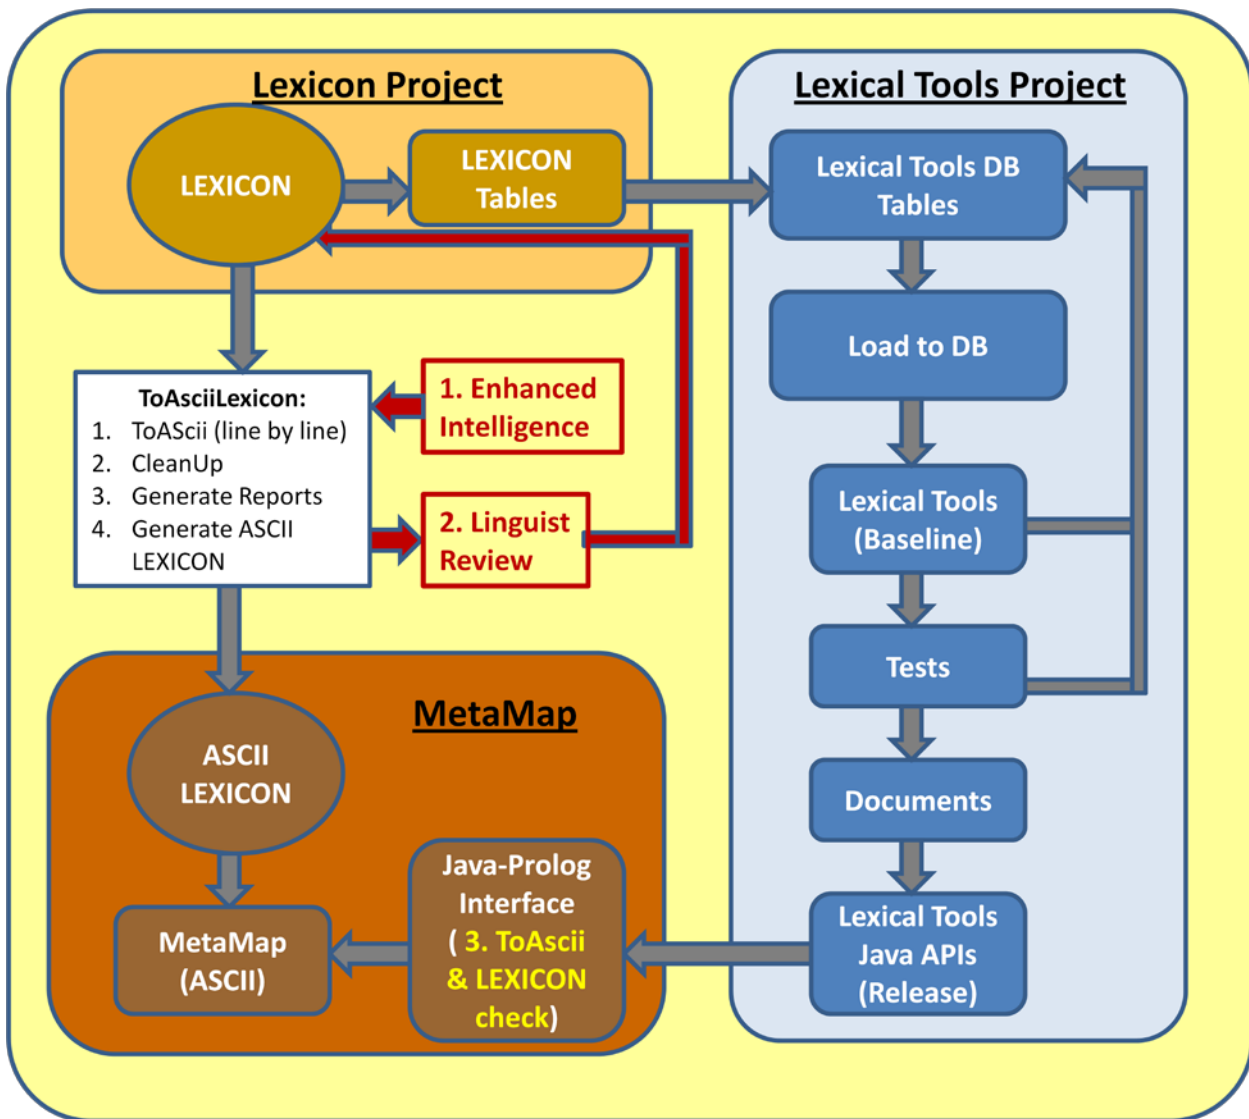 Lexicon Project
LEXICON
LEXICON
Tables
ToAsciiLexicon:
1. ToAScii (line by line)
2. CleanUp
3. Generate Reports
4. Generate ASCII
LEXICON
1. Enhanced
Intelligence
2. Linguist
Review
MetaMap
ASCII
LEXICON
MetaMap
(ASCII)
Java-Prolog
Interface
( 3. ToAscii
& LEXICON
check)
Lexical Tools Project
Lexical Tools DB
Tables
Load to DB
Lexical Tools
(Baseline)
Tests
Documents
Lexical Tools
Java APIs
(Release)